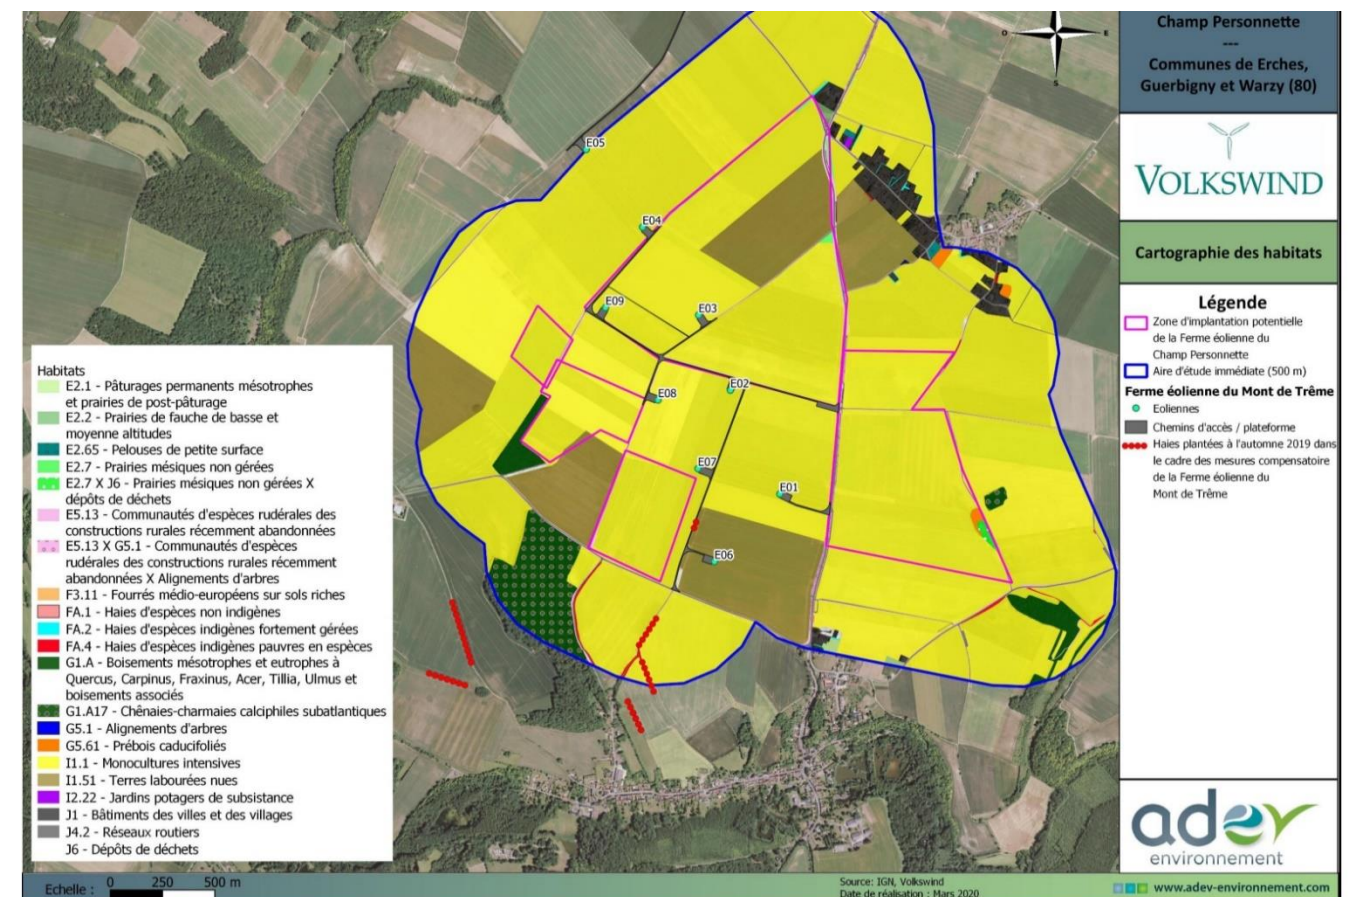 Champ Personnette
---
Communes de Erches,
Guerbigny et Warzy (80)
VOLKSWIND
Cartographie des habitats
Légende
Zone d'implantation potentielle
de la Ferme éolienne du
Champ Personnette
Aire d'étude immédiate (500 m)
Ferme éolienne du Mont de Trême
Eoliennes
Chemins d'accès / plateforme
Haies plantées à l'automne 2019 dans
le cadre des mesures compensatoire
de la Ferme éolienne du
Mont de Trême
O
E
S
E05
E04
E09
E03
E02
E08
E07
E01
E06
Habitats
E2.1 - Pâturages permanents mésotrophes
et prairies de post-pâturage
E2.2 - Prairies de fauche de basse et
moyenne altitudes
E2.65 - Pelouses de petite surface
E2.7 - Prairies mésiques non gérées
E2.7 X J6 - Prairies mésiques non gérées X
dépôts de déchets
E5.13 - Communautés d'espèces rudérales des
constructions rurales récemment abandonnées
E5.13 X G5.1 - Communautés d'espèces
rudérales des constructions rurales récemment
abandonnées X Alignements d'arbres
F3.11 - Fourrés médio-européens sur sols riches
FA.1 - Haies d'espèces non indigènes
FA.2 - Haies d'espèces indigènes fortement gérées
FA.4 - Haies d'espèces indigènes pauvres en espèces
G1.A - Boisements mésotrophes et eutrophes à
Quercus, Carpinus, Fraxinus, Acer, Tillia, Ulmus et
boisements associés
G1.A17 - Chênaies-charmaies calciphiles subatlantiques
G5.1 - Alignements d'arbres
G5.61 - Prébois caducifoliés
I1.1 - Monocultures intensives
I1.51 - Terres labourées nues
I2.22 - Jardins potagers de subsistance
J1 - Bâtiments des villes et des villages
J4.2 - Réseaux routiers
J6 - Dépôts de déchets
adev
environnement
Echelle : 0 250 500 m
Source: IGN, Volkswind
Date de réalisation : Mars 2020
www.adev-environnement.com